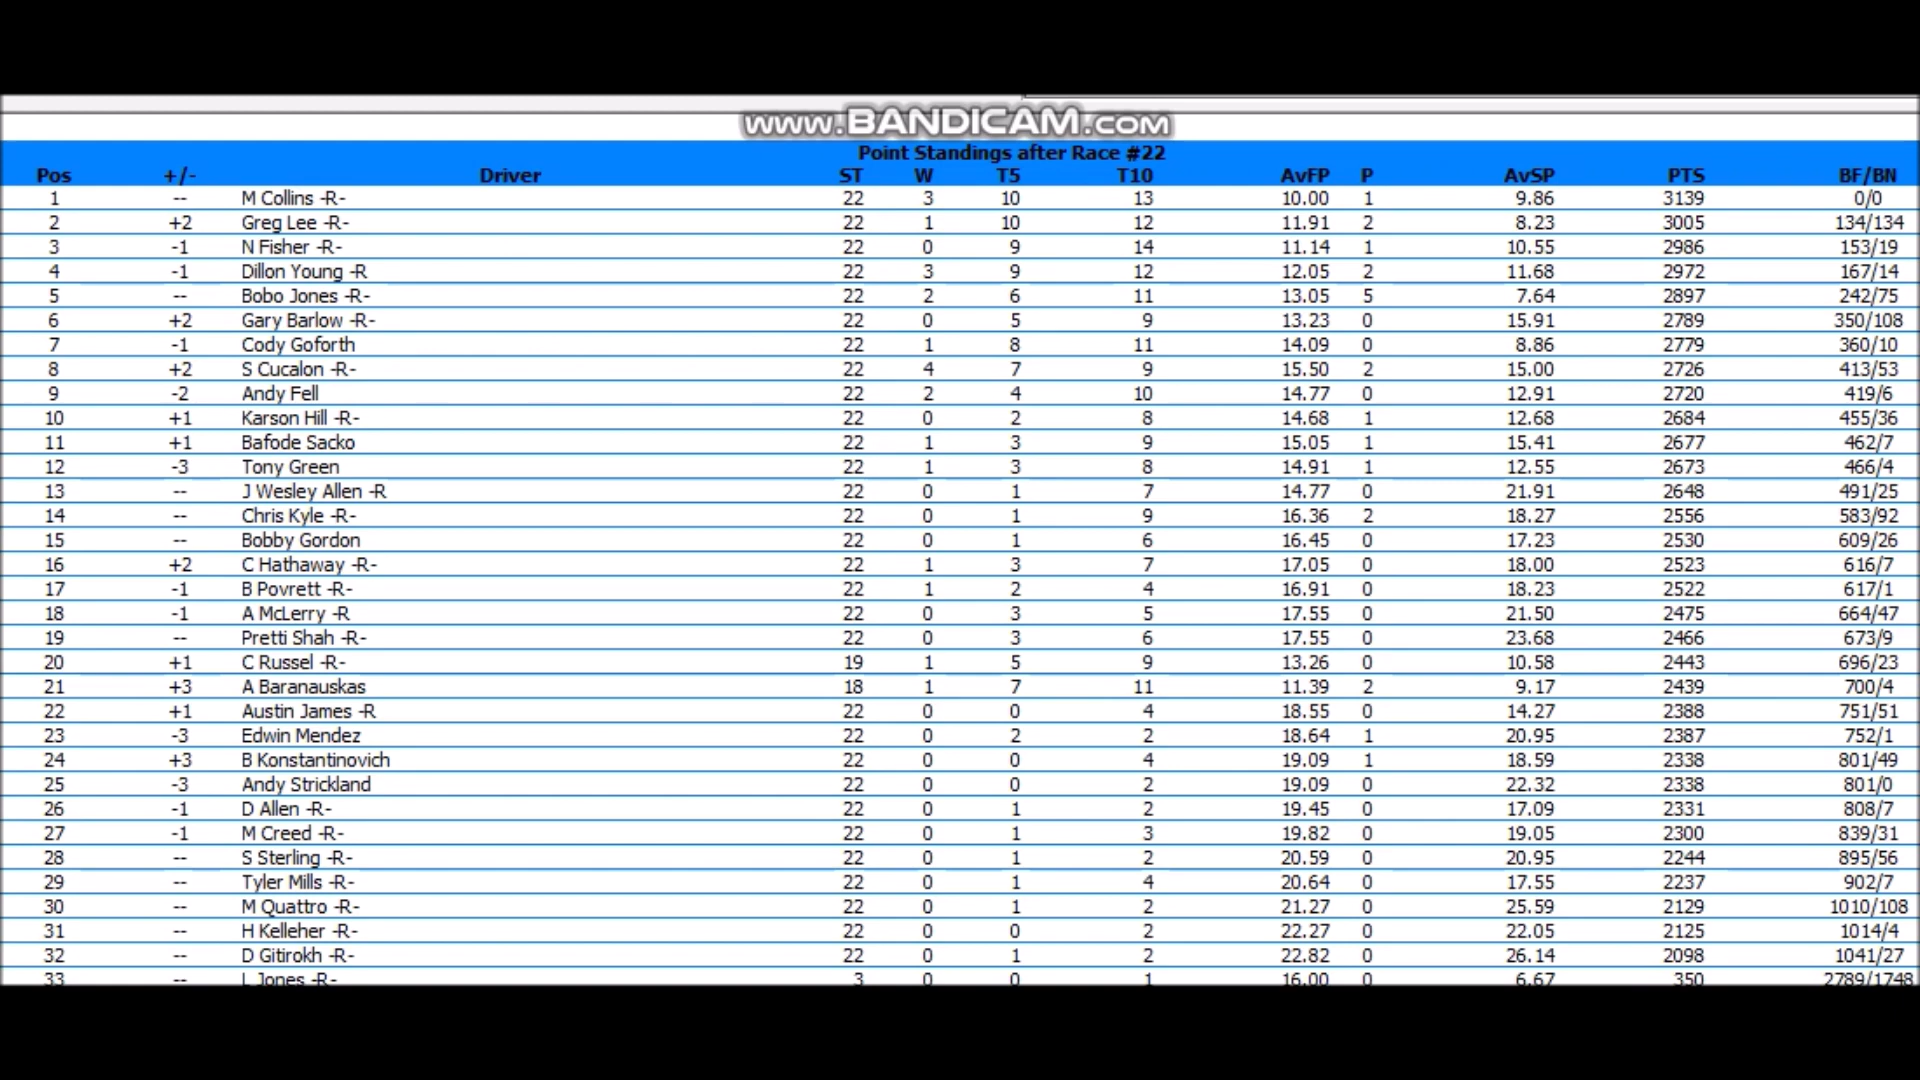 www.BANDICAM.com
Point Standings after Race #22
Pos +/- Driver ST W T5 T10 AvFP P AvSP PTS BF/BN
1 -- M Collins -R- 22 3 10 13 10.00 1 9.86 3139 0/0
2 +2 Greg Lee -R- 22 1 10 12 11.91 2 8.23 3005 134/134
3 -1 N Fisher -R- 22 0 9 14 11.14 1 10.55 2986 153/19
4 -1 Dillon Young -R 22 3 9 12 12.05 2 11.68 2972 167/14
5 -- Bobo Jones -R- 22 2 6 11 13.05 5 7.64 2897 242/75
6 +2 Gary Barlow -R- 22 0 5 9 13.23 0 15.91 2789 350/108
7 -1 Cody Goforth 22 1 8 11 14.09 0 8.86 2779 360/10
8 +2 S Cucalon -R- 22 4 7 9 15.50 2 15.00 2726 413/53
9 -2 Andy Fell 22 2 4 10 14.77 0 12.91 2720 419/6
10 +1 Karson Hill -R- 22 0 2 8 14.68 1 12.68 2684 455/36
11 +1 Bafode Sacko 22 1 3 9 15.05 1 15.41 2677 462/7
12 -3 Tony Green 22 1 3 8 14.91 1 12.55 2673 466/4
13 -- J Wesley Allen -R 22 0 1 7 14.77 0 21.91 2648 491/25
14 -- Chris Kyle -R- 22 0 1 9 16.36 2 18.27 2556 583/92
15 -- Bobby Gordon 22 0 1 6 16.45 0 17.23 2530 609/26
16 +2 C Hathaway -R- 22 1 3 7 17.05 0 18.00 2523 616/7
17 -1 B Povrett -R- 22 1 2 4 16.91 0 18.23 2522 617/1
18 -1 A McLerry -R 22 0 3 5 17.55 0 21.50 2475 664/47
19 -- Pretti Shah -R- 22 0 3 6 17.55 0 23.68 2466 673/9
20 +1 C Russel -R- 19 1 5 9 13.26 0 10.58 2443 696/23
21 +3 A Baranauskas 18 1 7 11 11.39 2 9.17 2439 700/4
22 +1 Austin James -R 22 0 0 4 18.55 0 14.27 2388 751/51
23 -3 Edwin Mendez 22 0 2 2 18.64 1 20.95 2387 752/1
24 +3 B Konstantinovich 22 0 0 4 19.09 1 18.59 2338 801/49
25 -3 Andy Strickland 22 0 0 2 19.09 0 22.32 2338 801/0
26 -1 D Allen -R- 22 0 1 2 19.45 0 17.09 2331 808/7
27 -1 M Creed -R- 22 0 1 3 19.82 0 19.05 2300 839/31
28 -- S Sterling -R- 22 0 1 2 20.59 0 20.95 2244 895/56
29 -- Tyler Mills -R- 22 0 1 4 20.64 0 17.55 2237 902/7
30 -- M Quattro -R- 22 0 1 2 21.27 0 25.59 2129 1010/108
31 -- H Kelleher -R- 22 0 0 2 22.27 0 22.05 2125 1014/4
32 -- D Gitirokh -R- 22 0 1 2 22.82 0 26.14 2098 1041/27
33 -- L Jones -R- 3 0 0 1 16.00 0 6.67 350 2789/1748